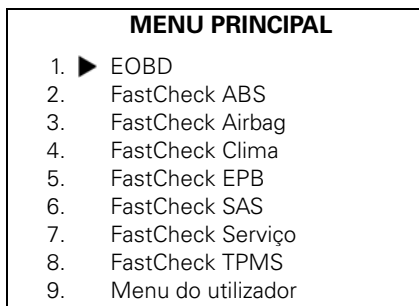 MENU PRINCIPAL
1. ▶ EOBD
2. FastCheck ABS
3. FastCheck Airbag
4. FastCheck Clima
5. FastCheck EPB
6. FastCheck SAS
7. FastCheck Serviço
8. FastCheck TPMS
9. Menu do utilizador